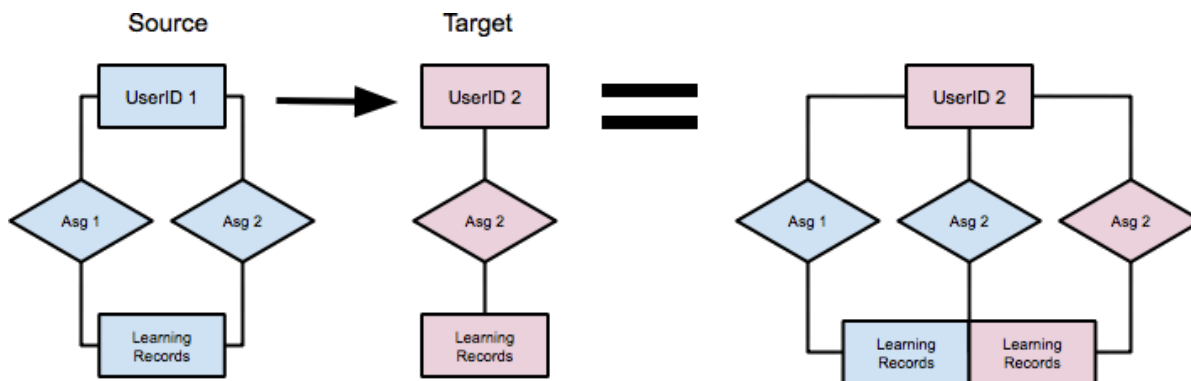 Source
Target
UserID 1
UserID 2
UserID 2
Asg 1
Asg 2
Asg 2
Asg 1
Asg 2
Asg 2
Learning
Records
Learning
Records
Learning
Records
Learning
Records